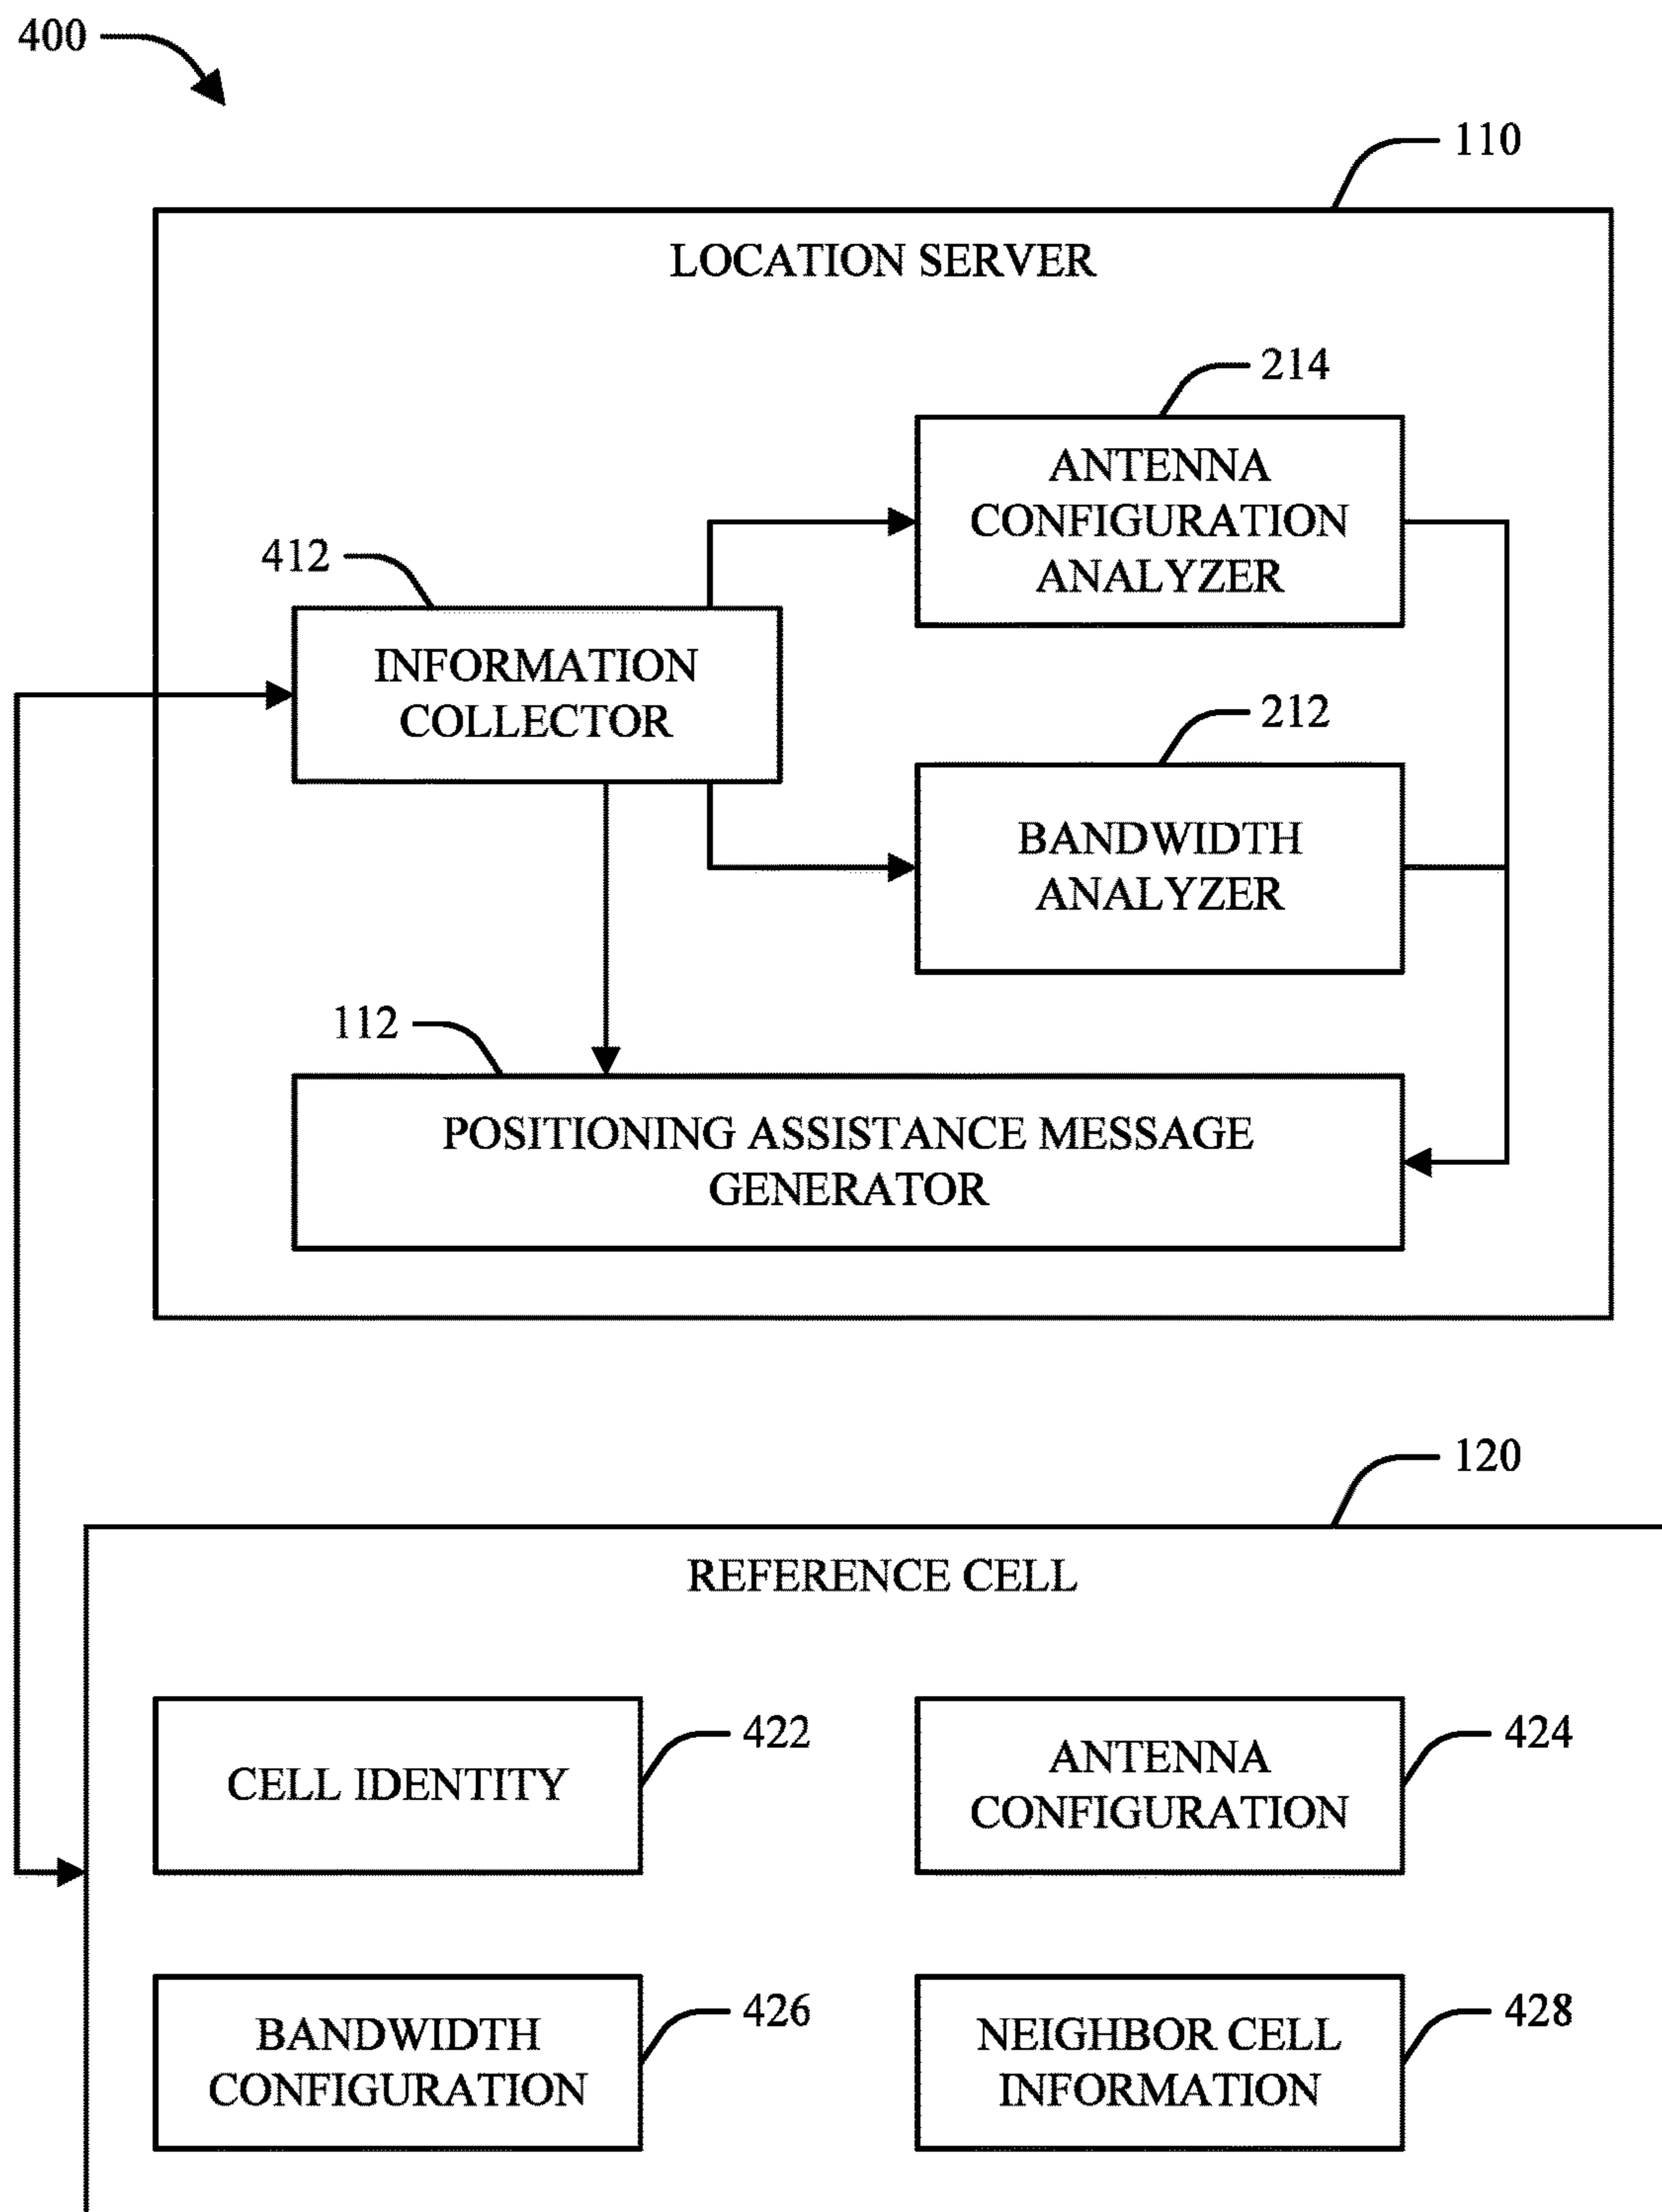 400
110
LOCATION SERVER
214
ANTENNA
CONFIGURATION
ANALYZER
412
INFORMATION
COLLECTOR
212
BANDWIDTH
ANALYZER
112
POSITIONING ASSISTANCE MESSAGE
GENERATOR
120
REFERENCE CELL
CELL IDENTITY
422
ANTENNA
CONFIGURATION
424
BANDWIDTH
CONFIGURATION
426
NEIGHBOR CELL
INFORMATION
428